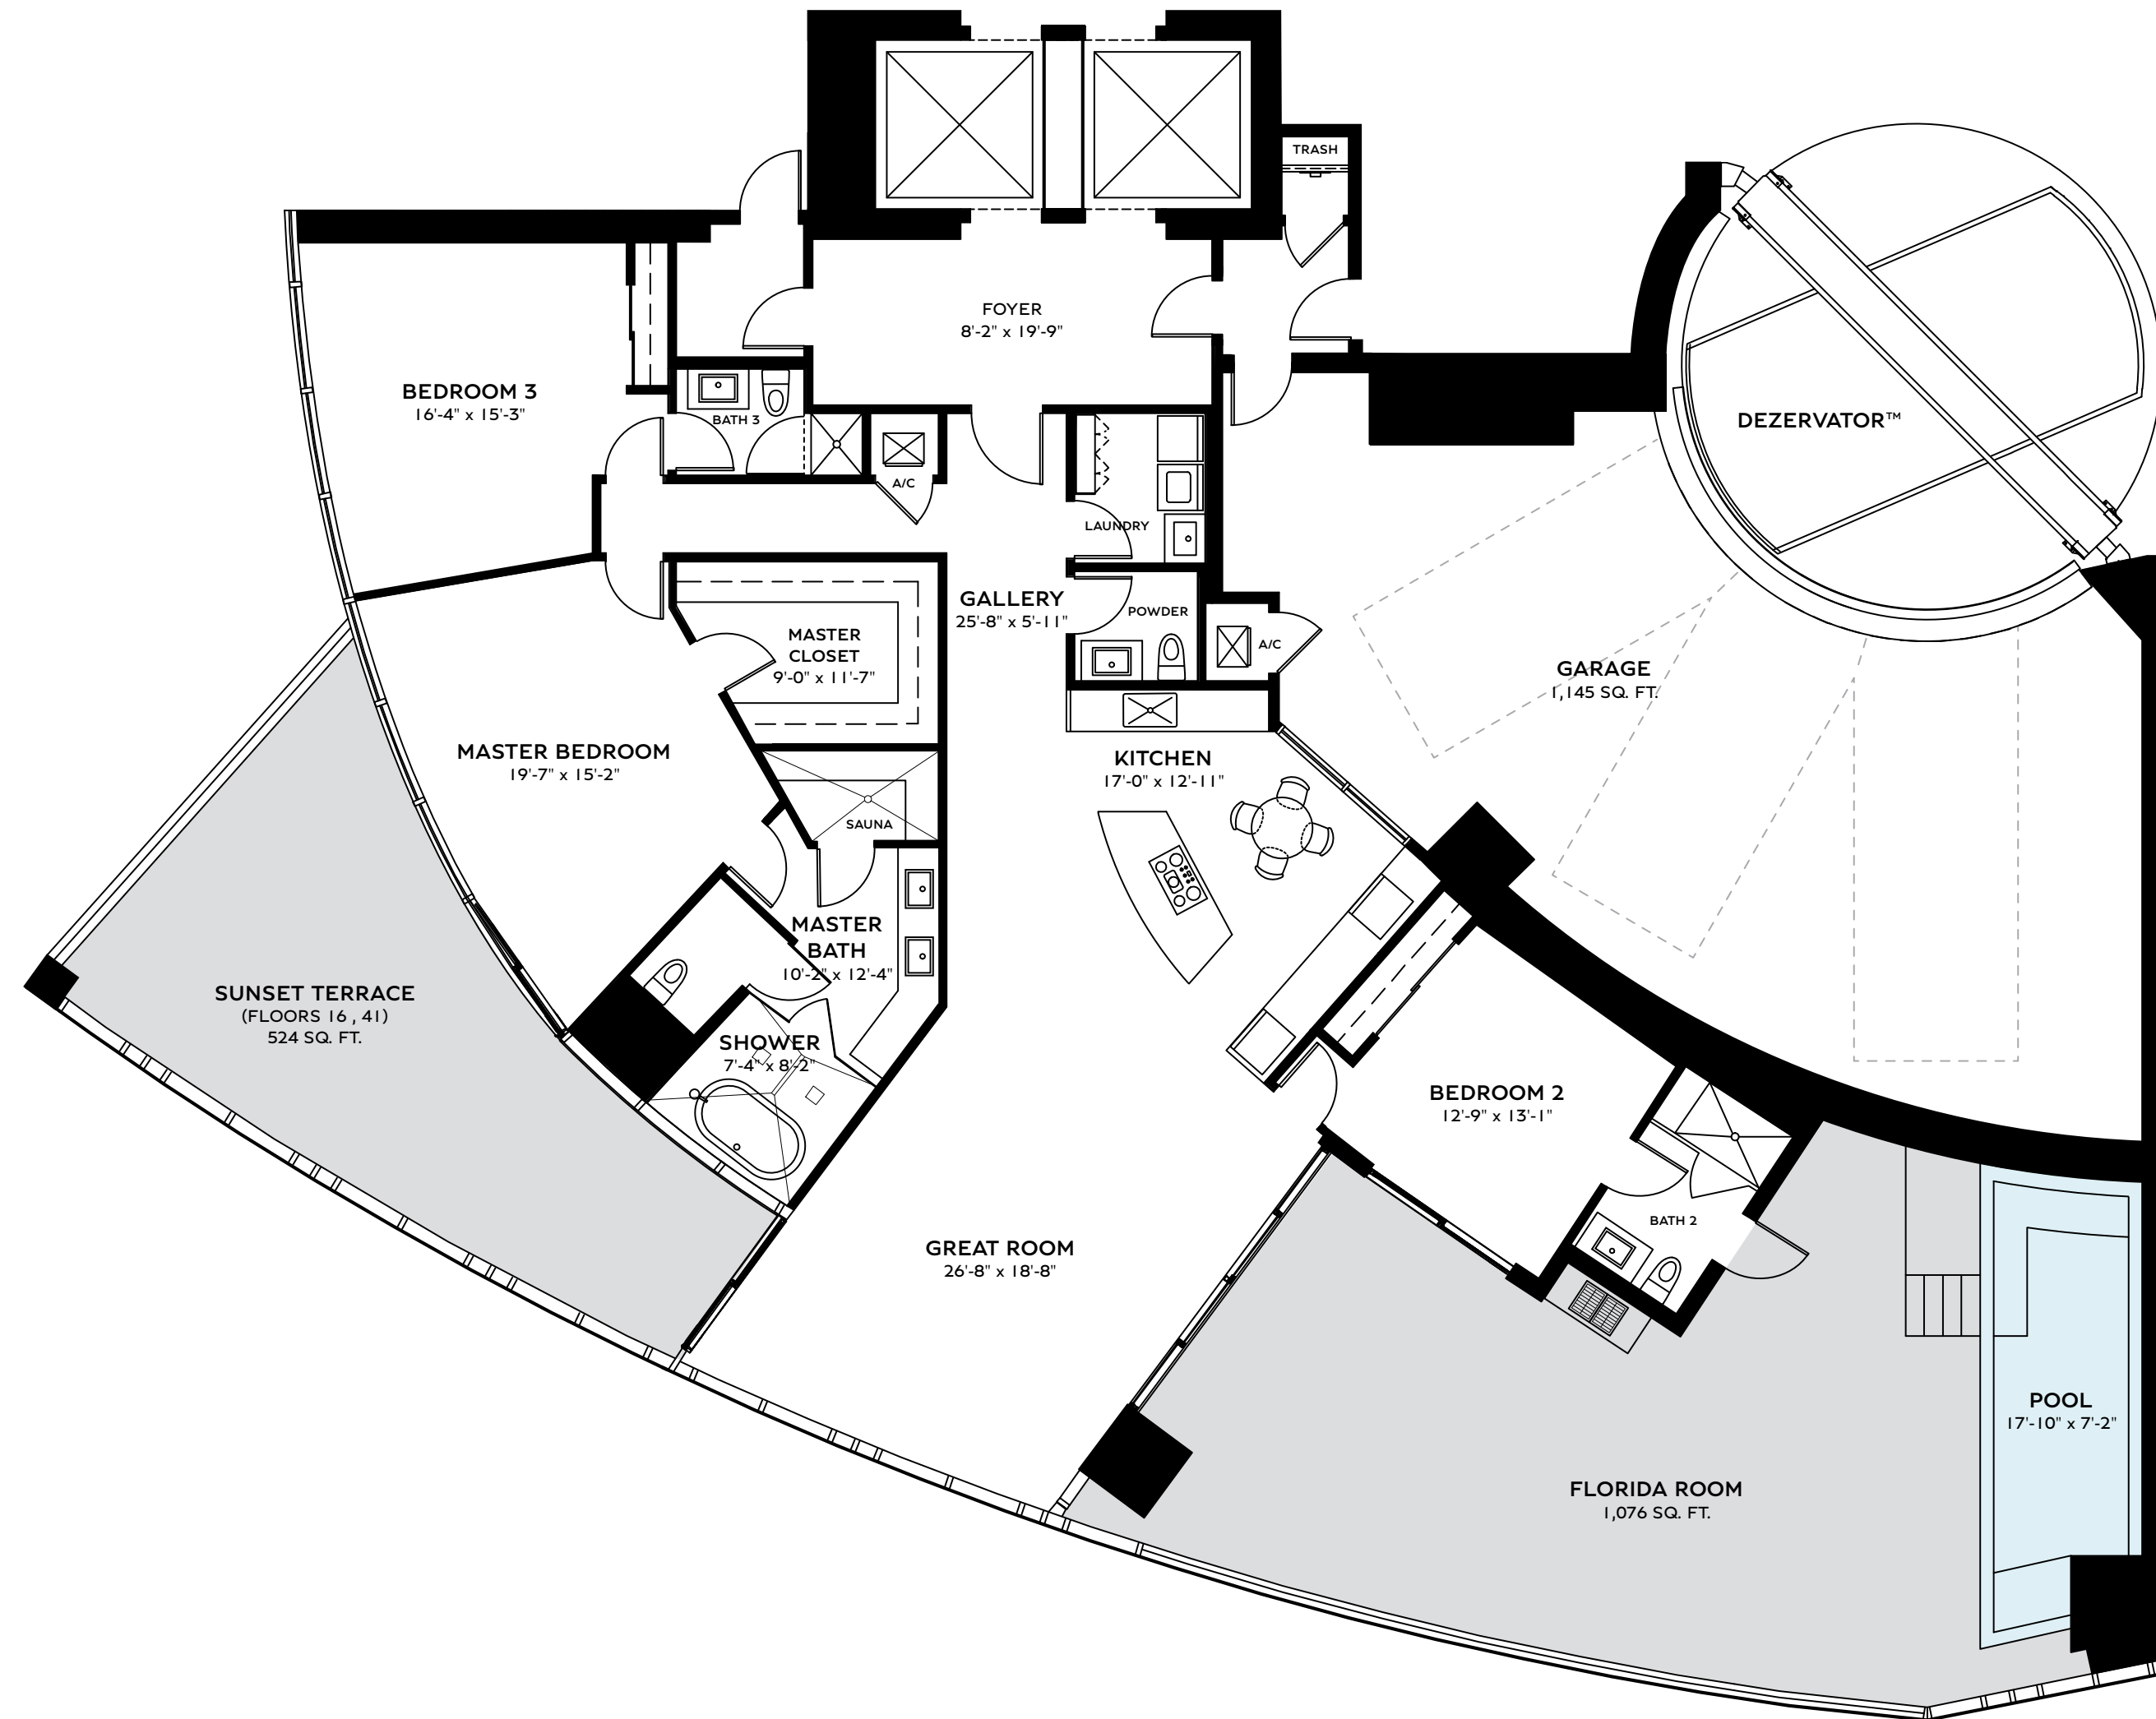 TRASH
FOYER
8'-2" x 19'-9"
BEDROOM 3
16'-4" x 15'-3"
BATH 3
DEZERVATOR™
A/C
LAUNDRY
GALLERY
25'-8" x 5'-11"
POWDER
MASTER
CLOSET
9'-0" x 11'-7"
A/C
GARAGE
1,145 SQ. FT.
MASTER BEDROOM
19'-7" x 15'-2"
KITCHEN
17'-0" x 12'-11"
SAUNA
MASTER
BATH
10'-2" x 12'-4"
SUNSET TERRACE
(FLOORS 16 , 41)
524 SQ. FT.
SHOWER
7'-4" x 8'-2"
BEDROOM 2
12'-9" x 13'-1"
BATH 2
GREAT ROOM
26'-8" x 18'-8"
POOL
17'-10" x 7'-2"
FLORIDA ROOM
1,076 SQ. FT.